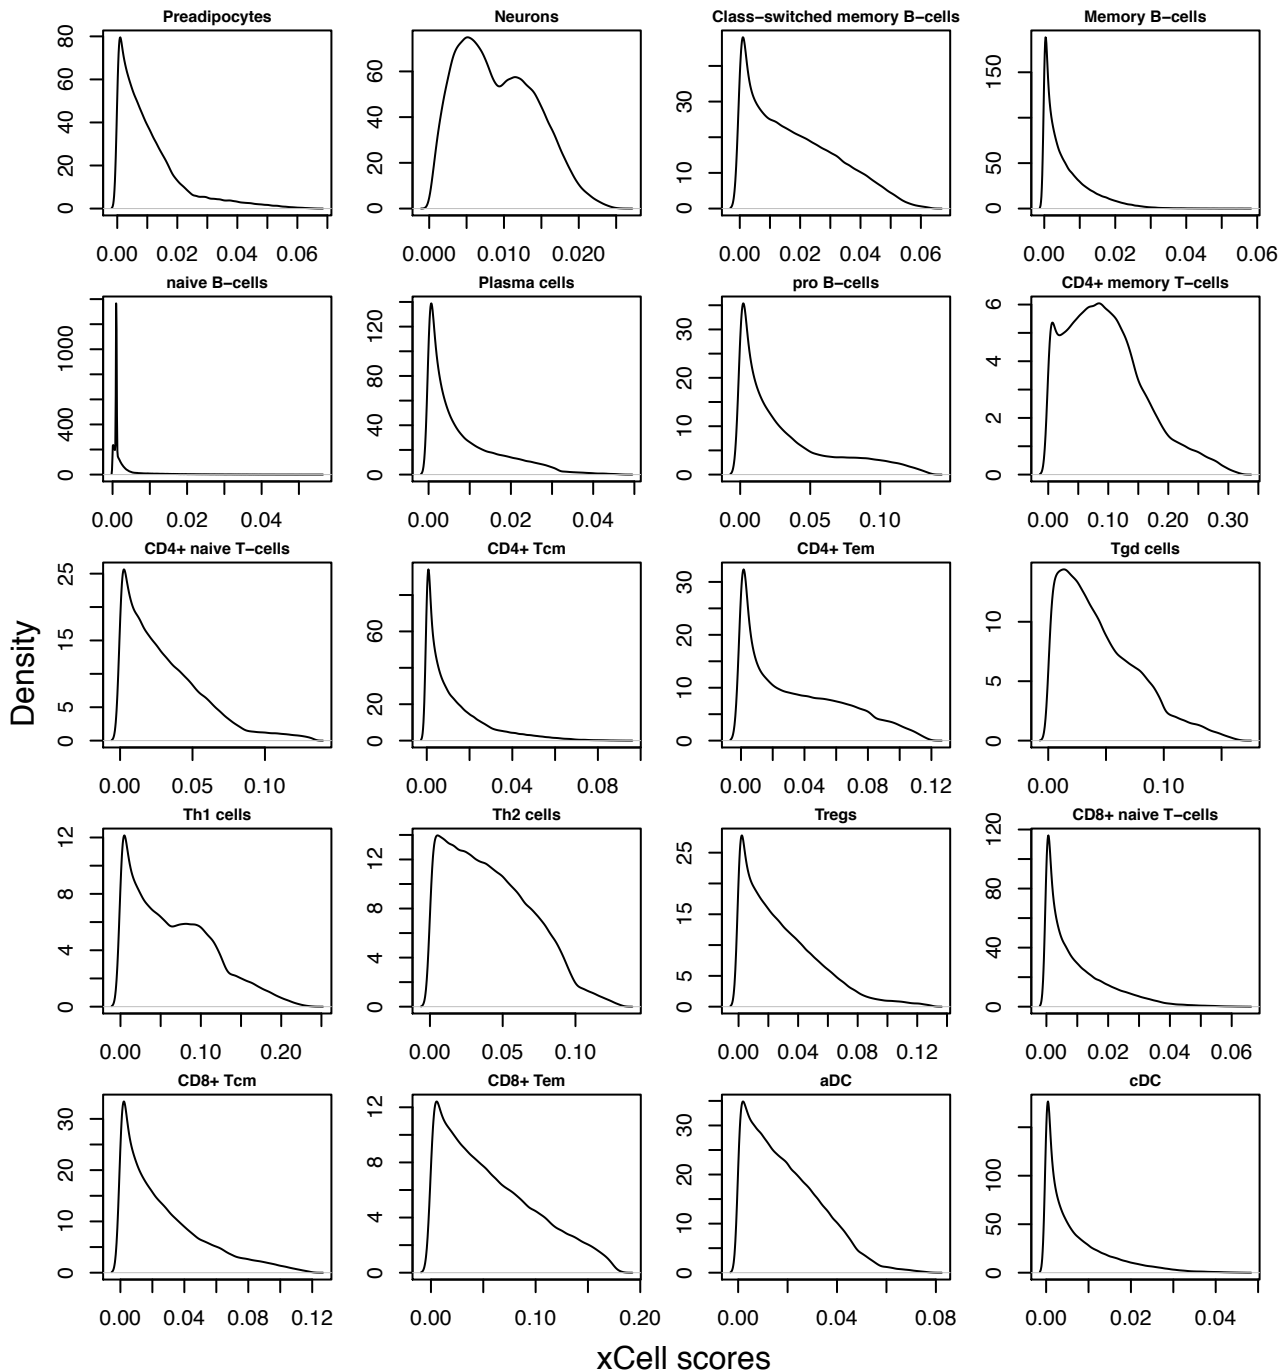 Preadipocytes
0 20 40 60 80
0.00 0.02 0.04 0.06
Neurons
0 20 40 60
0.000 0.010 0.020
Class−switched memory B−cells
0 10 30
0.00 0.02 0.04 0.06
Memory B−cells
0 50 150
0.00 0.02 0.04 0.06
naive B−cells
0 400 1000
0.00 0.02 0.04
Plasma cells
0 40 80 120
0.00 0.02 0.04
pro B−cells
0 10 20 30
0.00 0.10
CD4+ memory T−cells
0 2 4 6
0.00 0.10 0.20 0.30
CD4+ naive T−cells
0 5 15 25
0.00 0.05 0.10
CD4+ Tcm
0 20 60
0.00 0.04 0.08
CD4+ Tem
0 10 20 30
0.00 0.04 0.08 0.12
Tgd cells
0 5 10
0.00 0.10
Density
Th1 cells
0 4 8 12
0.00 0.10 0.20
Th2 cells
0 4 8 12
0.00 0.05 0.10
Tregs
0 5 15 25
0.00 0.04 0.08 0.12
CD8+ naive T−cells
0 40 80 120
0.00 0.02 0.04 0.06
CD8+ Tcm
0 10 20 30
0.00 0.04 0.08 0.12
CD8+ Tem
0 4 8 12
0.00 0.10 0.20
aDC
0 10 20 30
0.00 0.04 0.08
cDC
0 50 100
0.00 0.02 0.04
xCell scores